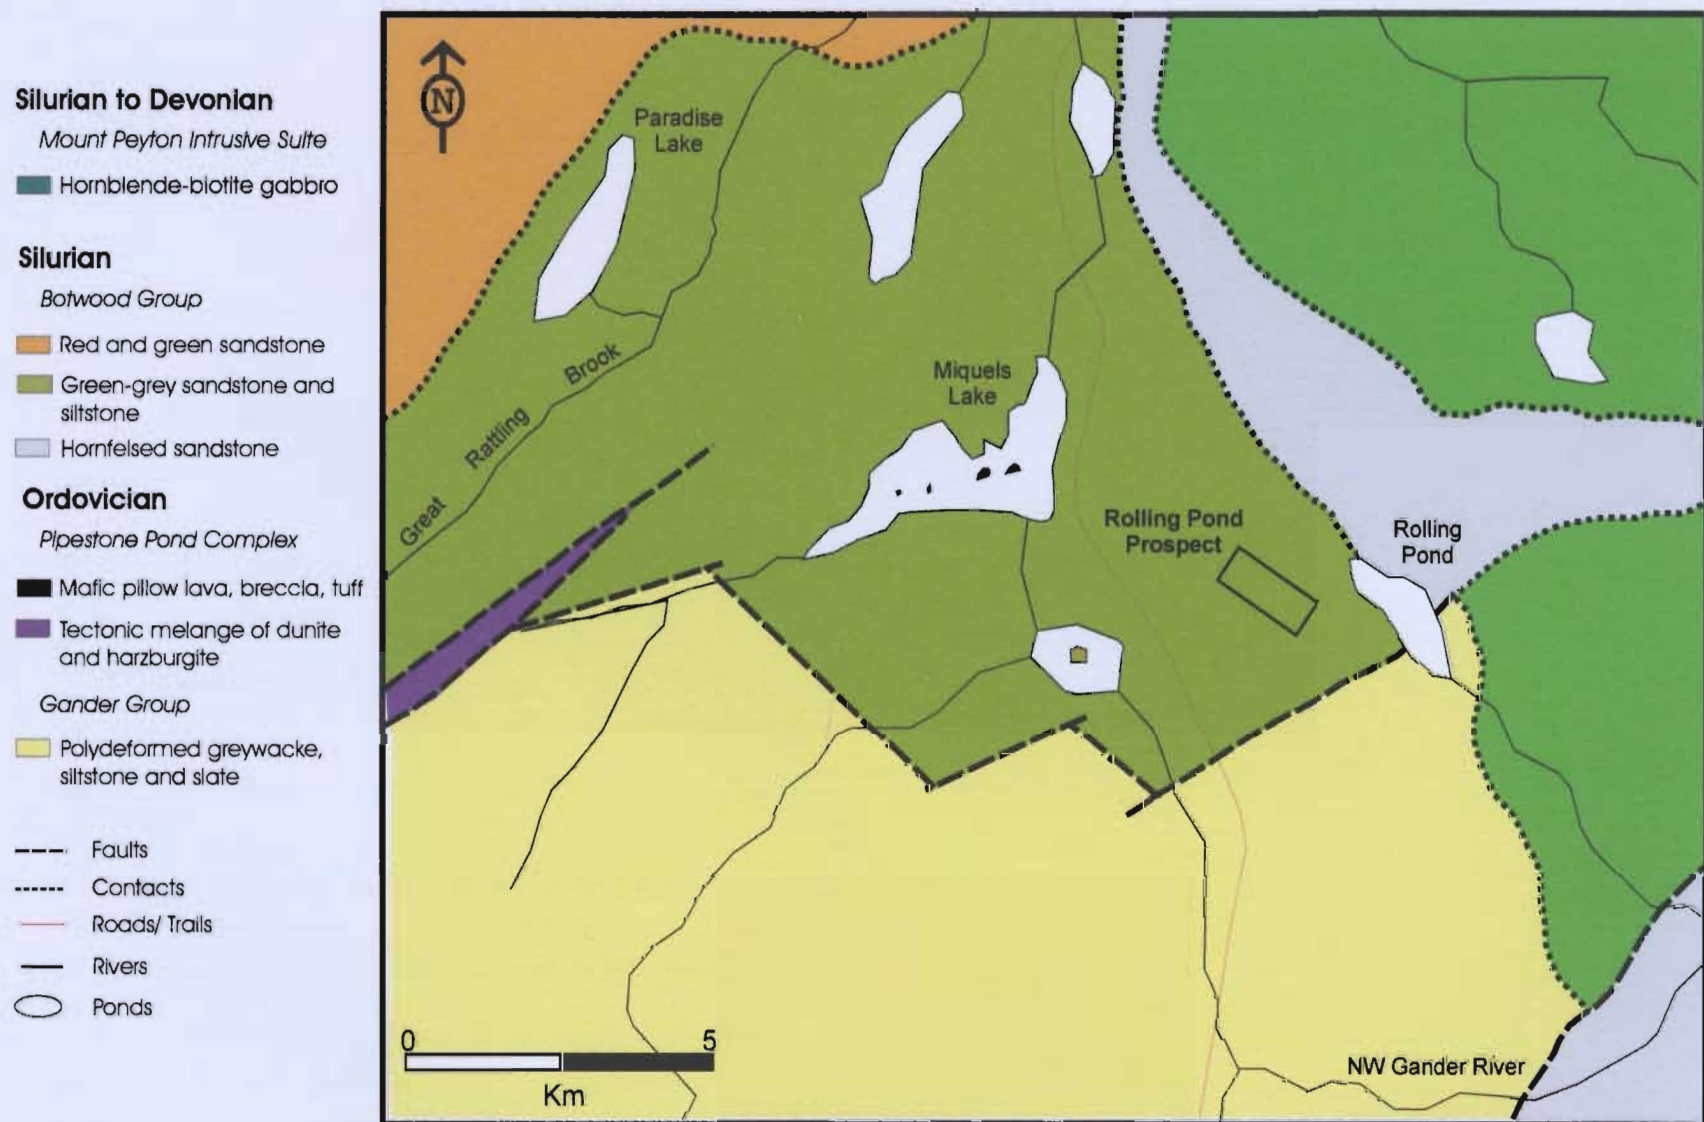 Silurian to Devonian
Mount Peyton Intrusive Suite
Hornblende-biotite gabbro
Silurian
Botwood Group
Red and green sandstone
Green-grey sandstone and
siltstone
Hornfelsed sandstone
Ordovician
Pipestone Pond Complex
Mafic pillow lava, breccia, tuff
Tectonic melange of dunite
and harzburgite
Gander Group
Polydeformed greywacke,
siltstone and slate
Faults
Contacts
Roads/ Trails
Rivers
Ponds
N
Paradise
Lake
Great Rattling Brook
Miquels
Lake
Rolling Pond
Prospect
Rolling
Pond
NW Gander River
0 5
Km